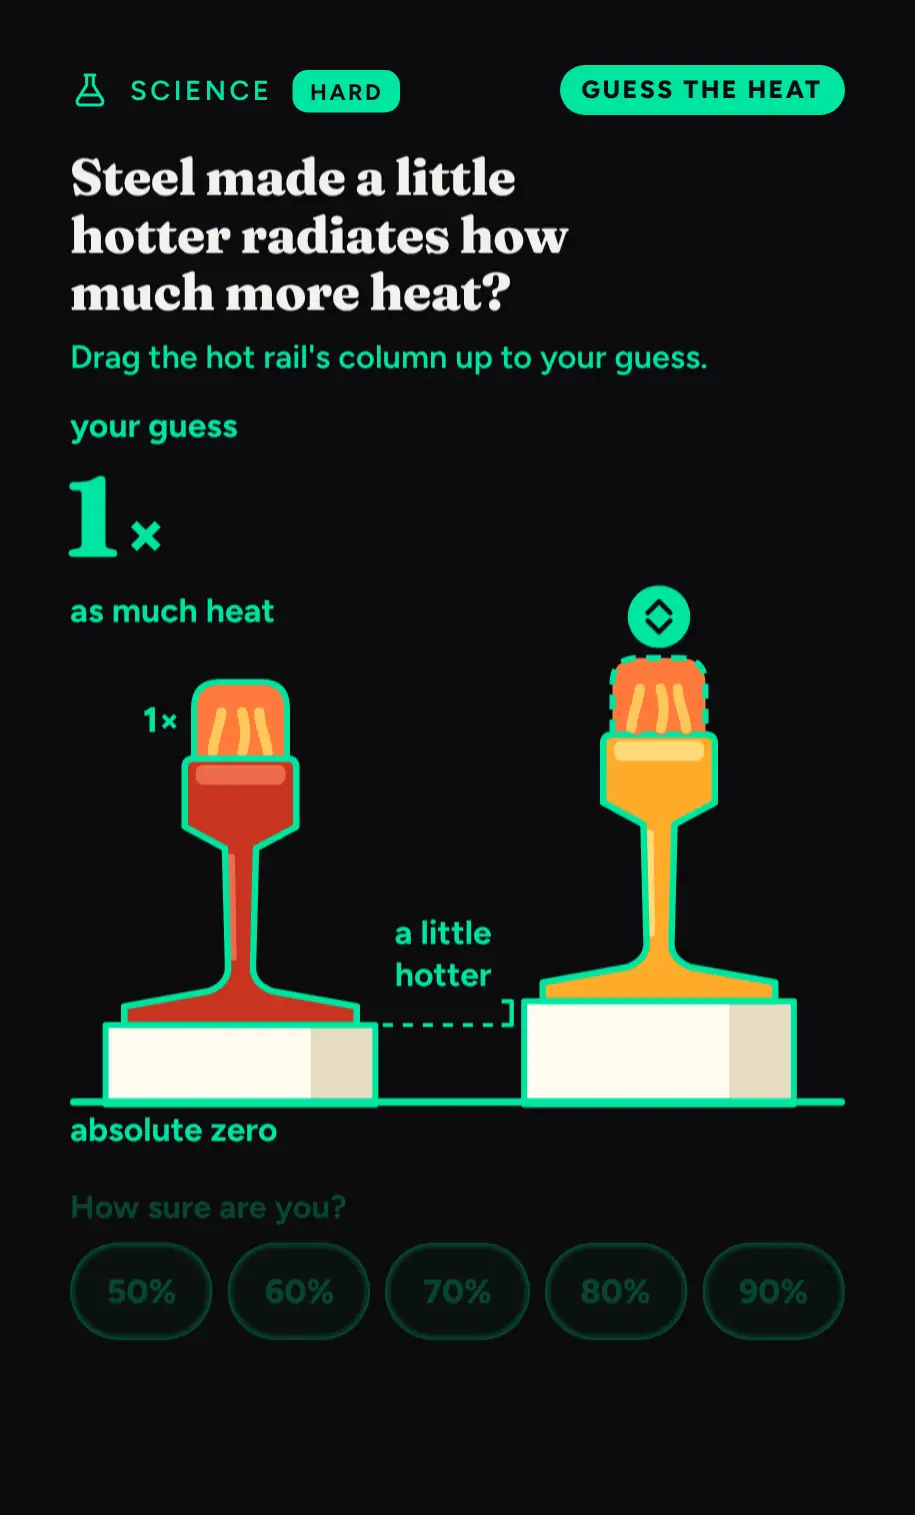 SCIENCE HARD GUESS THE HEAT
Steel made a little
hotter radiates how
much more heat?
Drag the hot rail's column up to your guess.
your guess
1×
as much heat
1×
a little
hotter
absolute zero
How sure are you?
50% 60% 70% 80% 90%